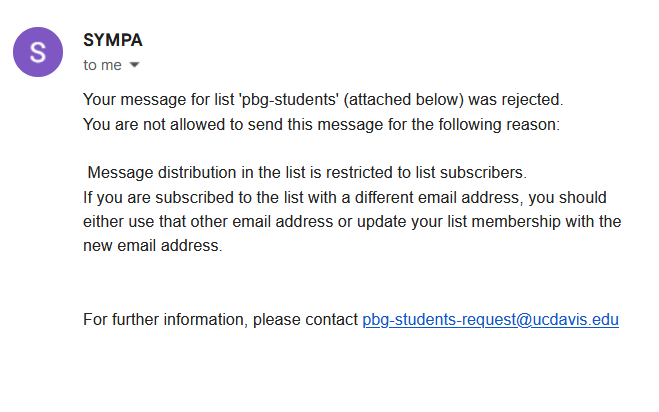 S
SYMPA
to me
Your message for list 'pbg-students' (attached below) was rejected.
You are not allowed to send this message for the following reason:
Message distribution in the list is restricted to list subscribers.
If you are subscribed to the list with a different email address, you should
either use that other email address or update your list membership with the
new email address.
For further information, please contact pbg-students-request@ucdavis.edu